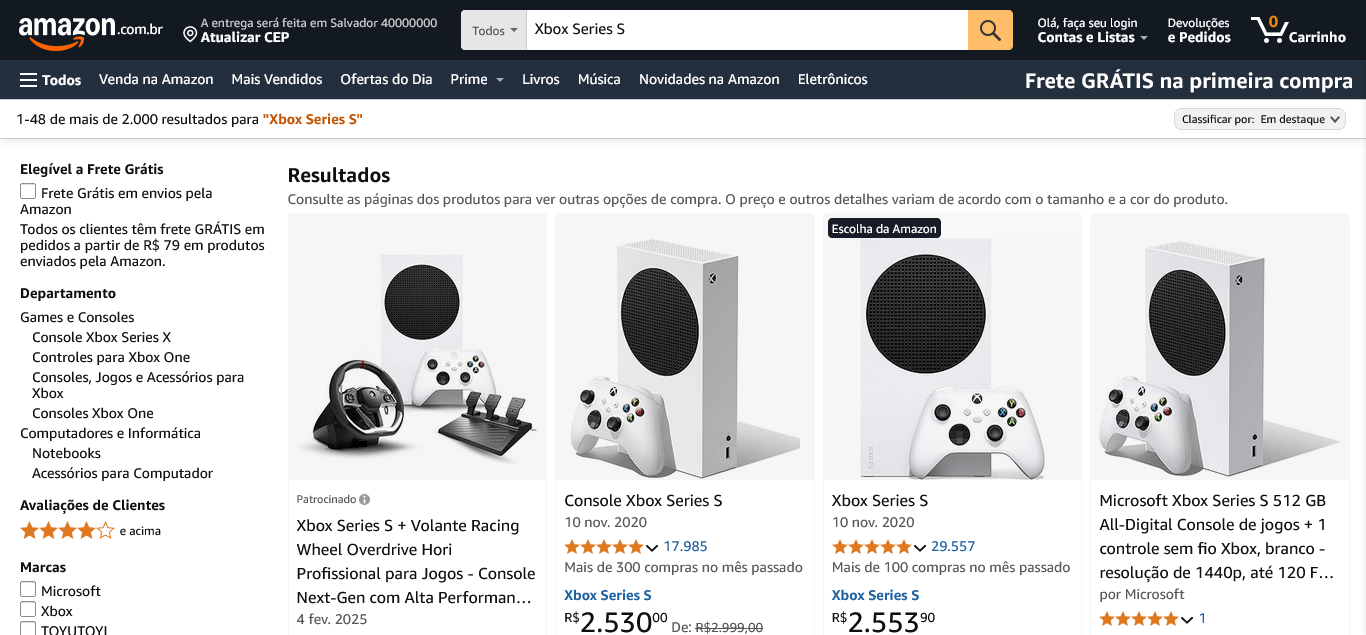 amazon.com.br
A entrega será feita em Salvador 40000000
Atualizar CEP
Todos
Xbox Series S
Olá, faça seu login
Contas e Listas
Devoluções
e Pedidos
0
Carrinho
Todos
Venda na Amazon
Mais Vendidos
Ofertas do Dia
Prime
Livros
Música
Novidades na Amazon
Eletrônicos
Frete GRÁTIS na primeira compra
1-48 de mais de 2.000 resultados para "Xbox Series S"
Classificar por: Em destaque
Elegível a Frete Grátis
Frete Grátis em envios pela
Amazon
Todos os clientes têm frete GRÁTIS em
pedidos a partir de R$ 79 em produtos
enviados pela Amazon.
Departamento
Games e Consoles
Console Xbox Series X
Controles para Xbox One
Consoles, Jogos e Acessórios para
Xbox
Consoles Xbox One
Computadores e Informática
Notebooks
Acessórios para Computador
Avaliações de Clientes
e acima
Marcas
Microsoft
Xbox
TOYUTOYI
Resultados
Consulte as páginas dos produtos para ver outras opções de compra. O preço e outros detalhes variam de acordo com o tamanho e a cor do produto.
Patrocinado
Xbox Series S + Volante Racing
Wheel Overdrive Hori
Profissional para Jogos - Console
Next-Gen com Alta Performan…
4 fev. 2025
Console Xbox Series S
10 nov. 2020
17.985
Mais de 300 compras no mês passado
Xbox Series S
R$2.53000 De: R$2.999,00
Escolha da Amazon
Xbox Series S
10 nov. 2020
29.557
Mais de 100 compras no mês passado
Xbox Series S
R$2.55390
Microsoft Xbox Series S 512 GB
All-Digital Console de jogos + 1
controle sem fio Xbox, branco -
resolução de 1440p, até 120 F…
por Microsoft
1